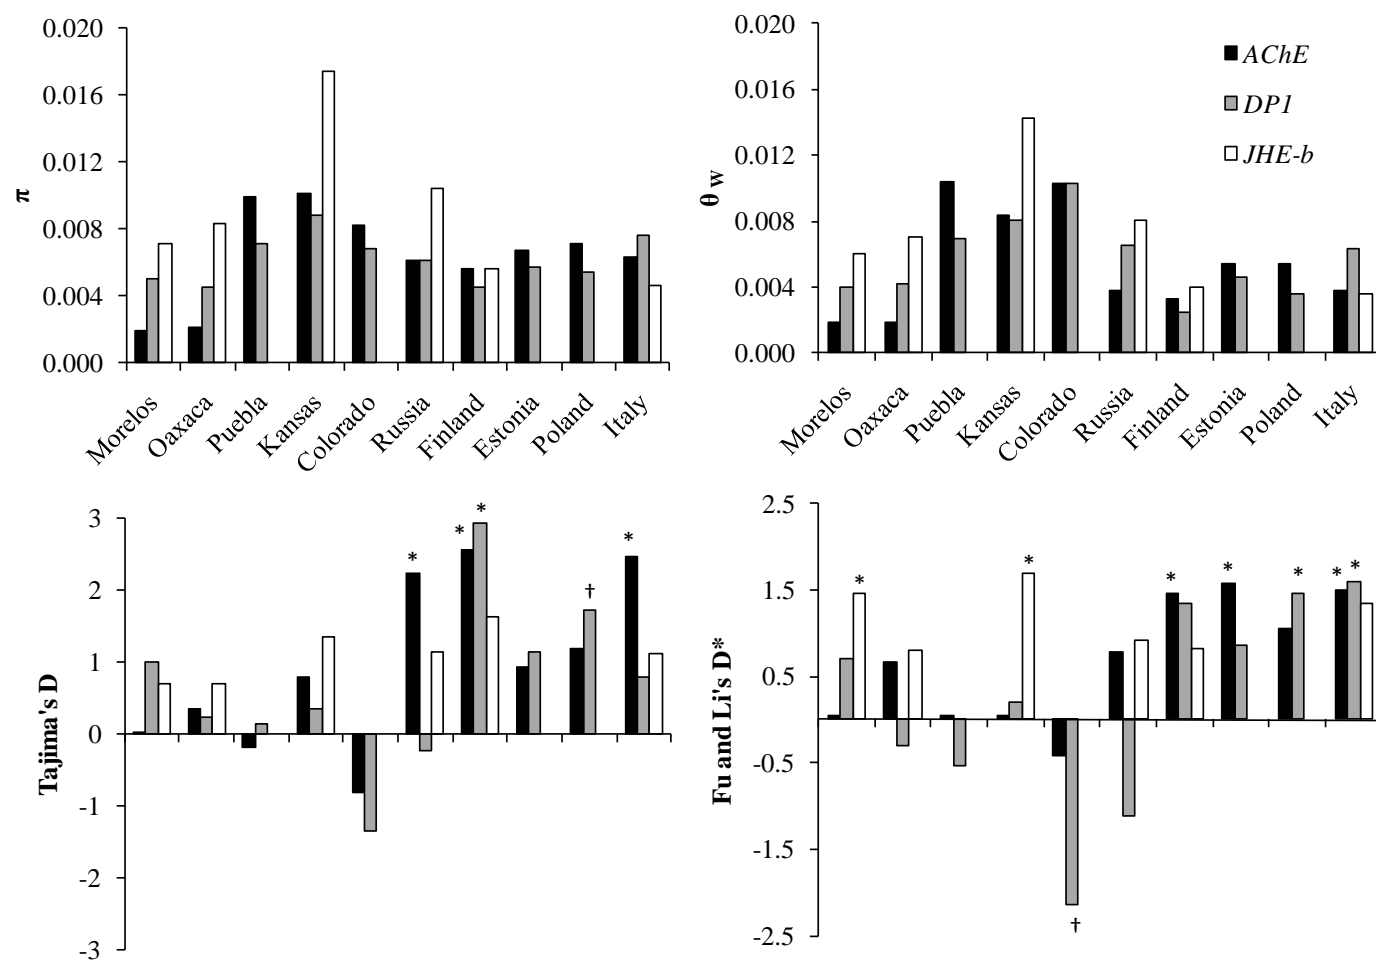 0.020
0.016
0.012
0.008
0.004
0.000
π
Morelos
Oaxaca
Puebla
Kansas
Colorado
Russia
Finland
Estonia
Poland
Italy
0.020
0.016
0.012
0.008
0.004
0.000
θ w
AChE
DP1
JHE-b
Morelos
Oaxaca
Puebla
Kansas
Colorado
Russia
Finland
Estonia
Poland
Italy
3
2
1
0
-1
-2
-3
Tajima's D
*
*
*
†
*
2.5
1.5
0.5
-0.5
-1.5
-2.5
Fu and Li's D*
*
*
†
*
*
*
*
*